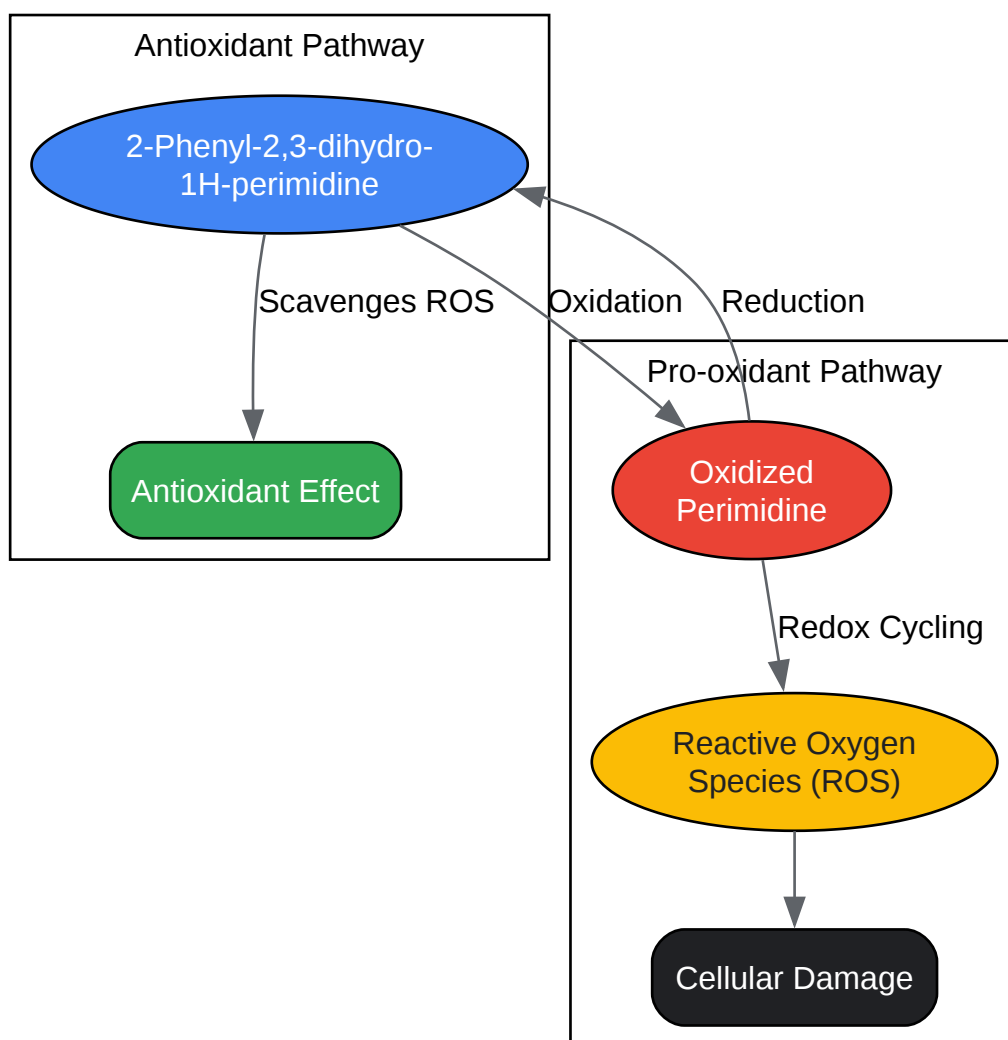 Antioxidant Pathway
2-Phenyl-2,3-dihydro-
1H-perimidine
Scavenges ROS
Oxidation
Reduction
Pro-oxidant Pathway
Antioxidant Effect
Oxidized
Perimidine
Redox Cycling
Reactive Oxygen
Species (ROS)
Cellular Damage